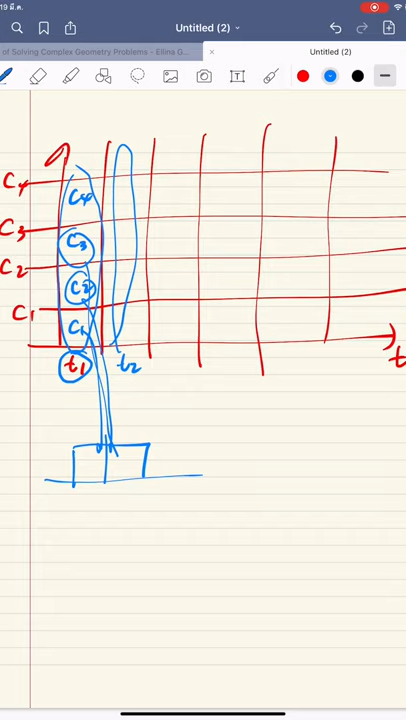 19 มี.ค.
Untitled (2)
of Solving Complex Geometry Problems - Elina G...
Untitled (2)
C4
C4
C3
C3
C2
C2
C1
C1
t1
t2
t